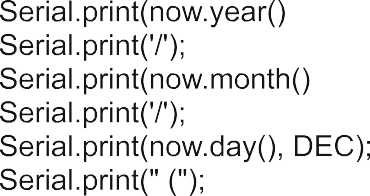 Serial.print(now.year()
Serial.print('/');
Serial.print(now.month()
Serial.print('/');
Serial.print(now.day(), DEC);
Serial.print(" (");